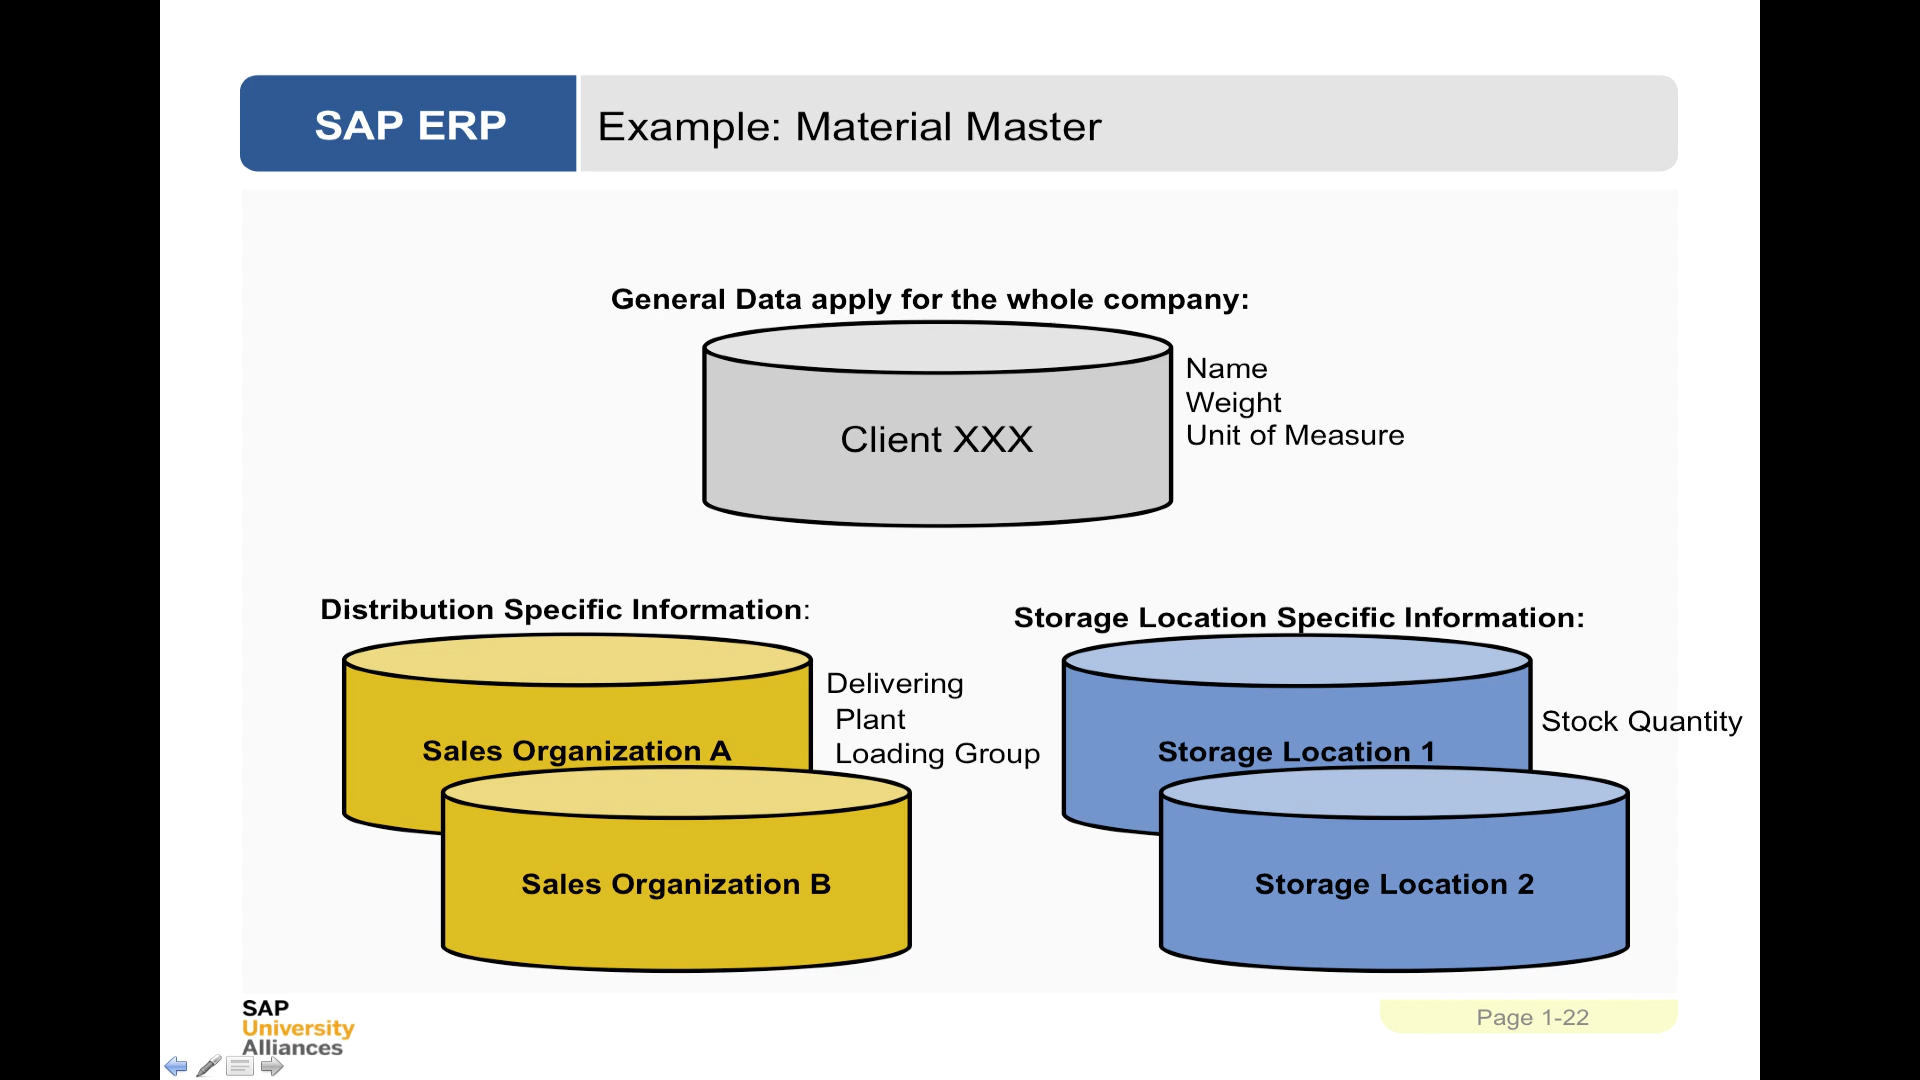 SAP ERP
Example: Material Master
General Data apply for the whole company:
Client XXX
Name
Weight
Unit of Measure
Distribution Specific Information:
Sales Organization A
Delivering
Plant
Loading Group
Sales Organization B
Storage Location Specific Information:
Storage Location 1
Stock Quantity
Storage Location 2
SAP
University
Alliances
Page 1-22